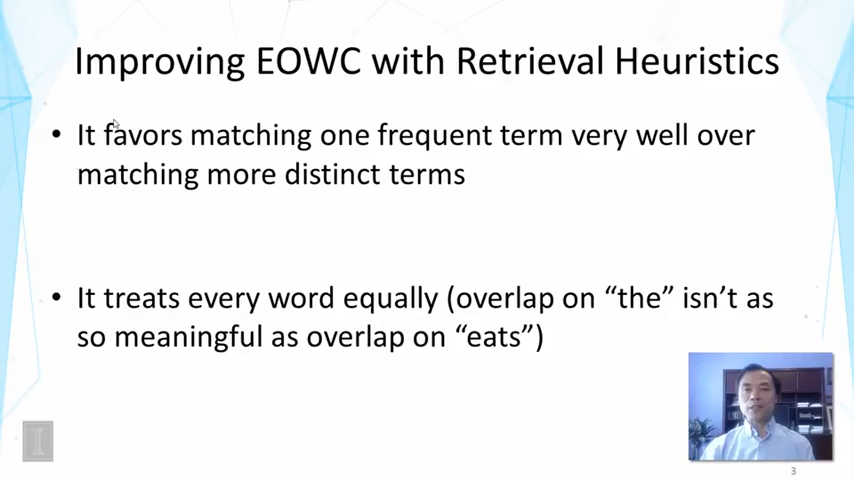 Improving EOWC with Retrieval Heuristics
• It favors matching one frequent term very well over
matching more distinct terms
• It treats every word equally (overlap on “the” isn’t as
so meaningful as overlap on “eats”)
I
3